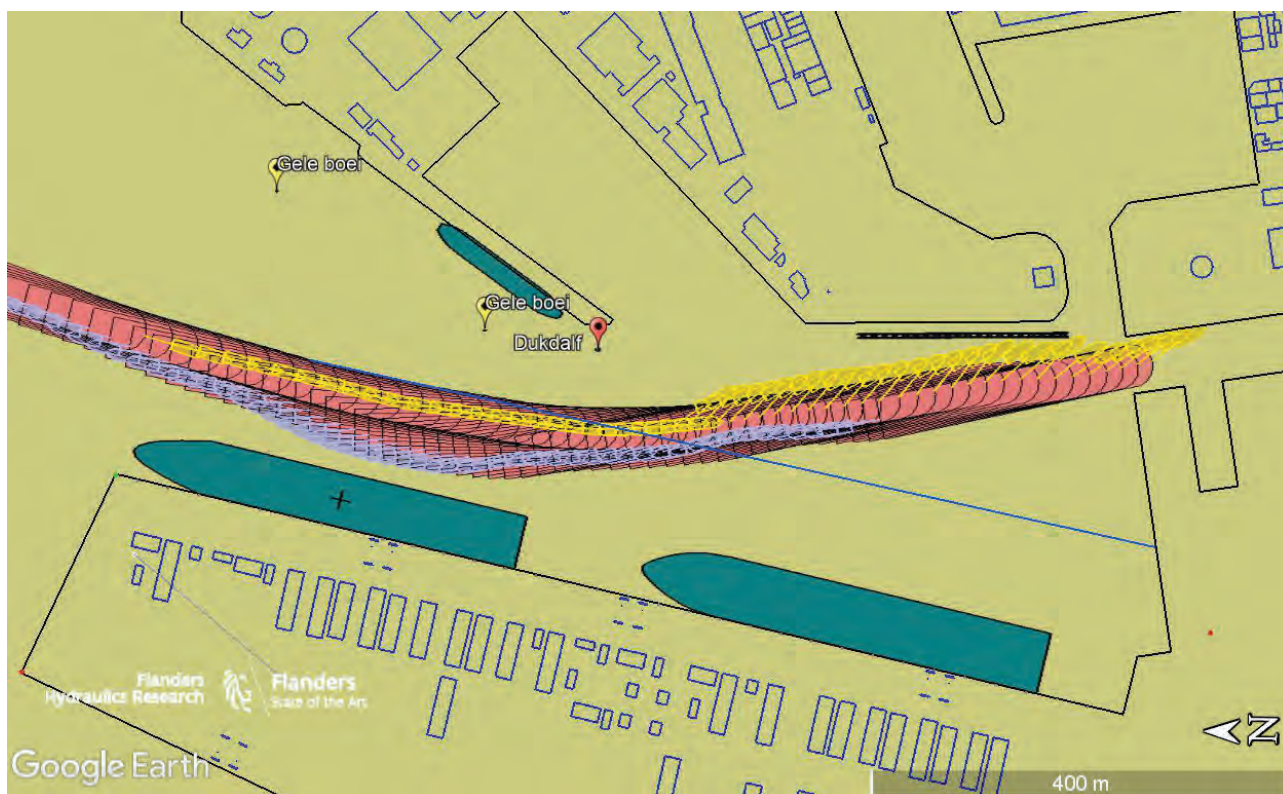 Gele boei
Gele boei
Dukdalf
Flanders
Hydraulics Research
Flanders
State of the Art
N
Google Earth
400 m